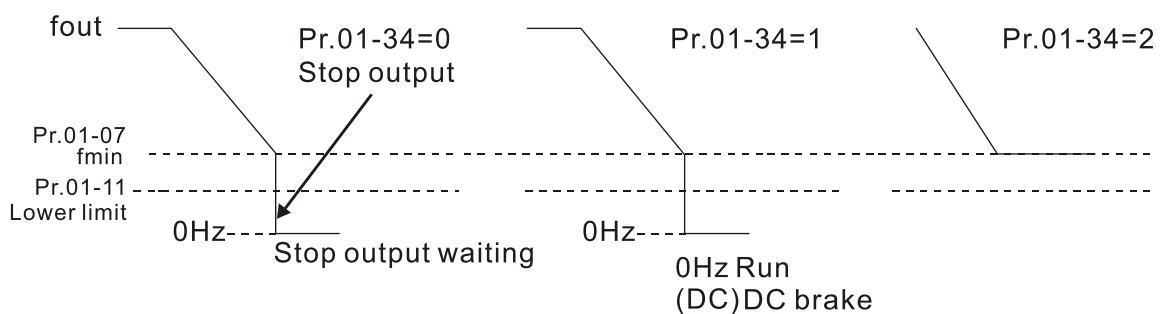 fout
Pr.01-34=0
Stop output
Pr.01-34=1
Pr.01-34=2
Pr.01-07
fmin
Pr.01-11
Lower limit
0Hz
Stop output waiting
0Hz
0Hz Run
(DC)DC brake